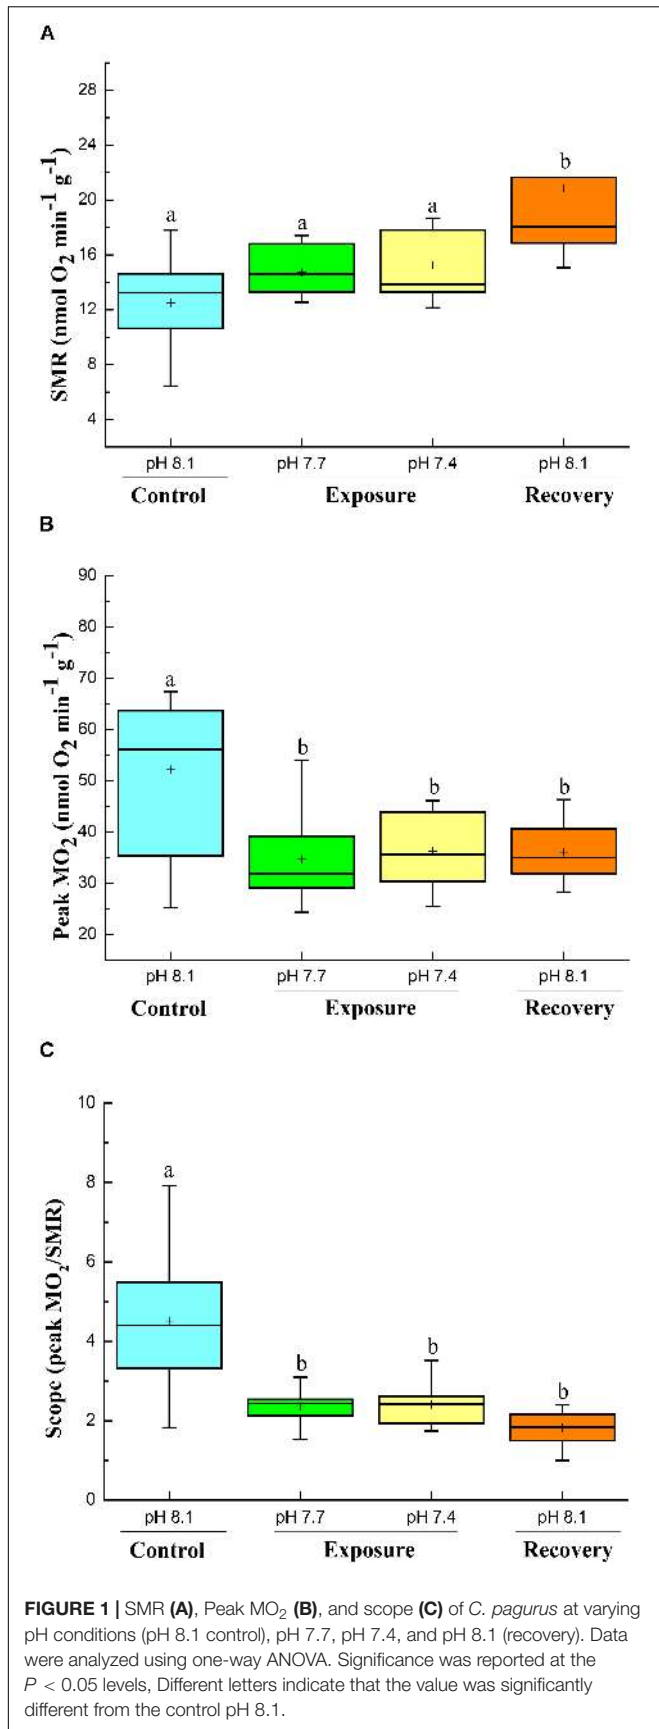 A
SMR (nmol O2 min-1 g-1)
28
24
20
16
12
8
4
a
a
a
b
pH 8.1
pH 7.7
pH 7.4
pH 8.1
Control
Exposure
Recovery
B
Peak MO2 (nmol O2 min-1 g-1)
90
80
70
60
50
40
30
20
a
b
b
b
pH 8.1
pH 7.7
pH 7.4
pH 8.1
Control
Exposure
Recovery
C
Scope (peak MO2/SMR)
10
8
6
4
2
0
a
b
b
b
pH 8.1
pH 7.7
pH 7.4
pH 8.1
Control
Exposure
Recovery
FIGURE 1 | SMR (A), Peak MO2 (B), and scope (C) of C. pagurus at varying
pH conditions (pH 8.1 control), pH 7.7, pH 7.4, and pH 8.1 (recovery). Data
were analyzed using one-way ANOVA. Significance was reported at the
P < 0.05 levels, Different letters indicate that the value was significantly
different from the control pH 8.1.